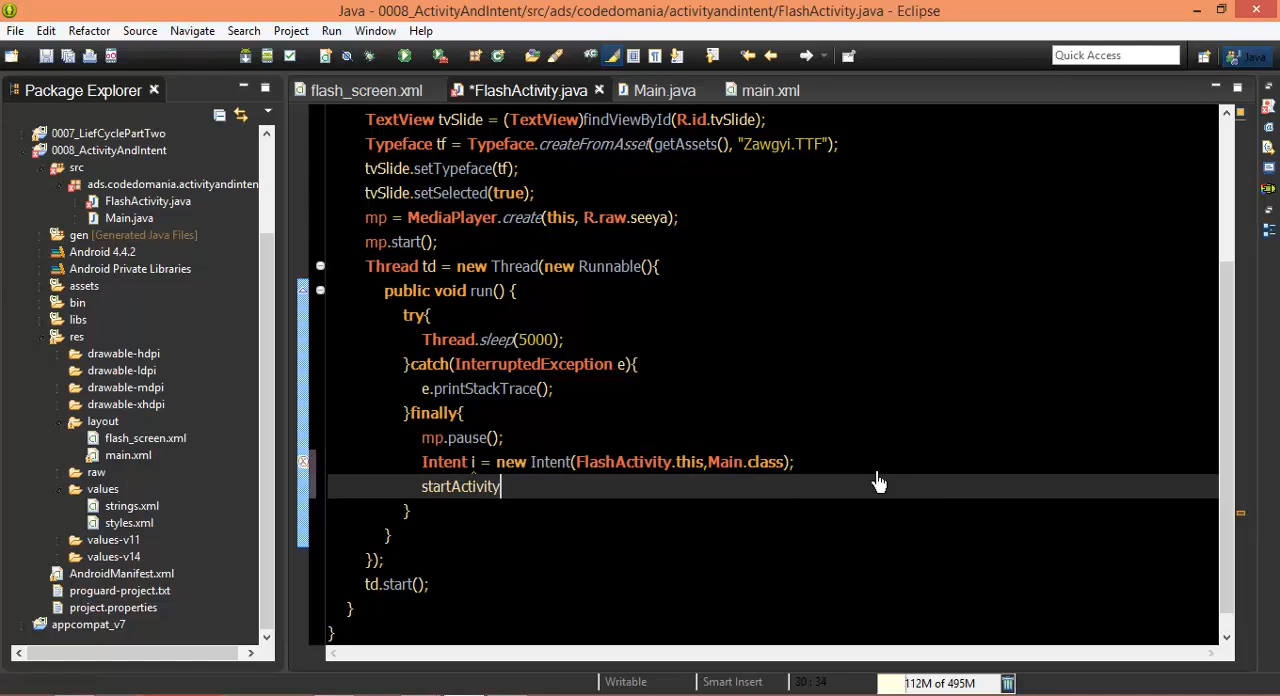 Java - 0008_ActivityAndIntent/src/ads/codedomania/activityandintent/FlashActivity.java - Eclipse
File Edit Refactor Source Navigate Search Project Run Window Help
Quick Access
Java
Package Explorer
flash_screen.xml
*FlashActivity.java
Main.java
main.xml
0007_LiefCyclePartTwo
0008_ActivityAndIntent
src
ads.codedomania.activityandinten
FlashActivity.java
Main.java
gen [Generated Java Files]
Android 4.4.2
Android Private Libraries
assets
bin
libs
res
drawable-hdpi
drawable-ldpi
drawable-mdpi
drawable-xhdpi
layout
flash_screen.xml
main.xml
raw
values
strings.xml
styles.xml
values-v11
values-v14
AndroidManifest.xml
proguard-project.txt
project.properties
appcompat_v7
TextView tvSlide = (TextView)findViewById(R.id.tvSlide);
Typeface tf = Typeface.createFromAsset(getAssets(), "Zawgyi.TTF");
tvSlide.setTypeface(tf);
tvSlide.setSelected(true);
mp = MediaPlayer.create(this, R.raw.seeya);
mp.start();
Thread td = new Thread(new Runnable(){
public void run() {
try{
Thread.sleep(5000);
}catch(InterruptedException e){
e.printStackTrace();
}finally{
mp.pause();
Intent i = new Intent(FlashActivity.this,Main.class);
startActivity
}
}
});
td.start();
}
}
Writable
Smart Insert
30 : 34
112M of 495M